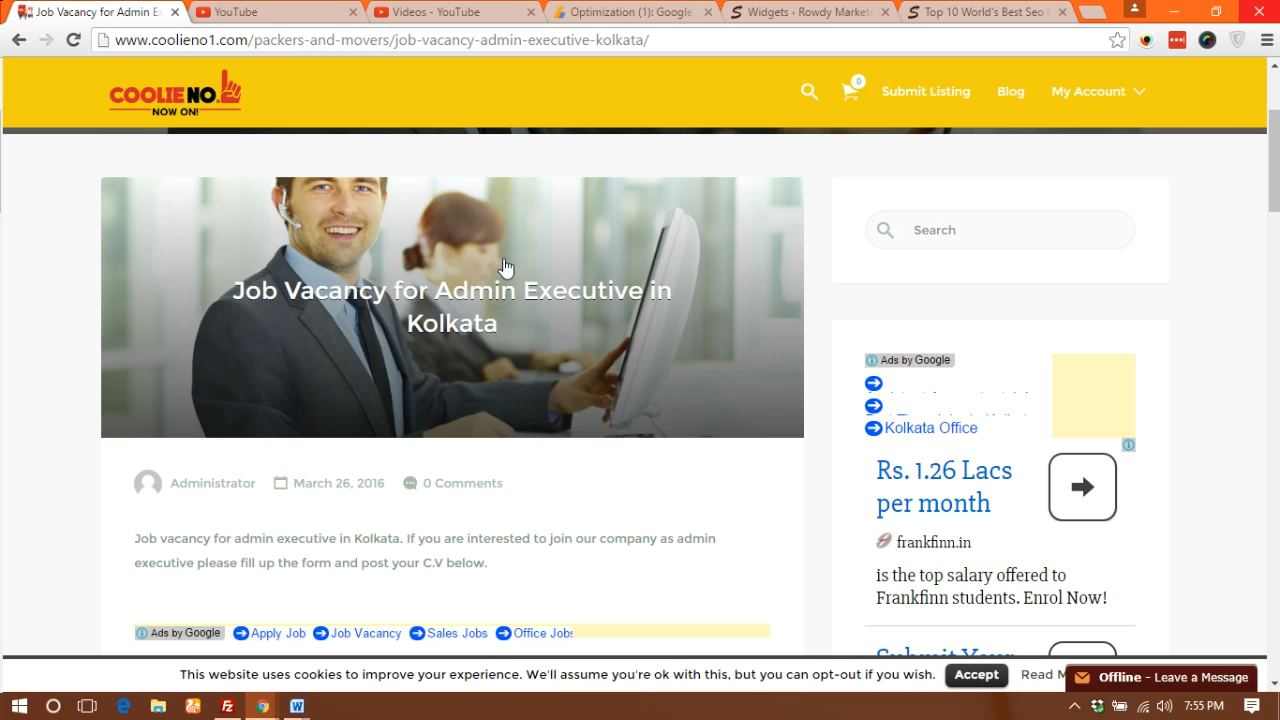 Job Vacancy for Admin E
YouTube
Videos - YouTube
Optimization (1): Google
Widgets ‹ Rowdy Market
Top 10 World's Best Seo
www.coolieno1.com/packers-and-movers/job-vacancy-admin-executive-kolkata/
COOLIE NO.
NOW ON!
0
Submit Listing
Blog
My Account
Job Vacancy for Admin Executive in
Kolkata
Search
Ads by Google
Kolkata Office
Rs. 1.26 Lacs
per month
frankfinn.in
is the top salary offered to
Frankfinn students. Enrol Now!
Submit Your
Administrator
March 26, 2016
0 Comments
Job vacancy for admin executive in Kolkata. If you are interested to join our company as admin
executive please fill up the form and post your C.V below.
Ads by Google Apply Job Job Vacancy Sales Jobs Office Jobs
This website uses cookies to improve your experience. We'll assume you're ok with this, but you can opt-out if you wish.
Accept
Read M
Offline - Leave a Message
7:55 PM